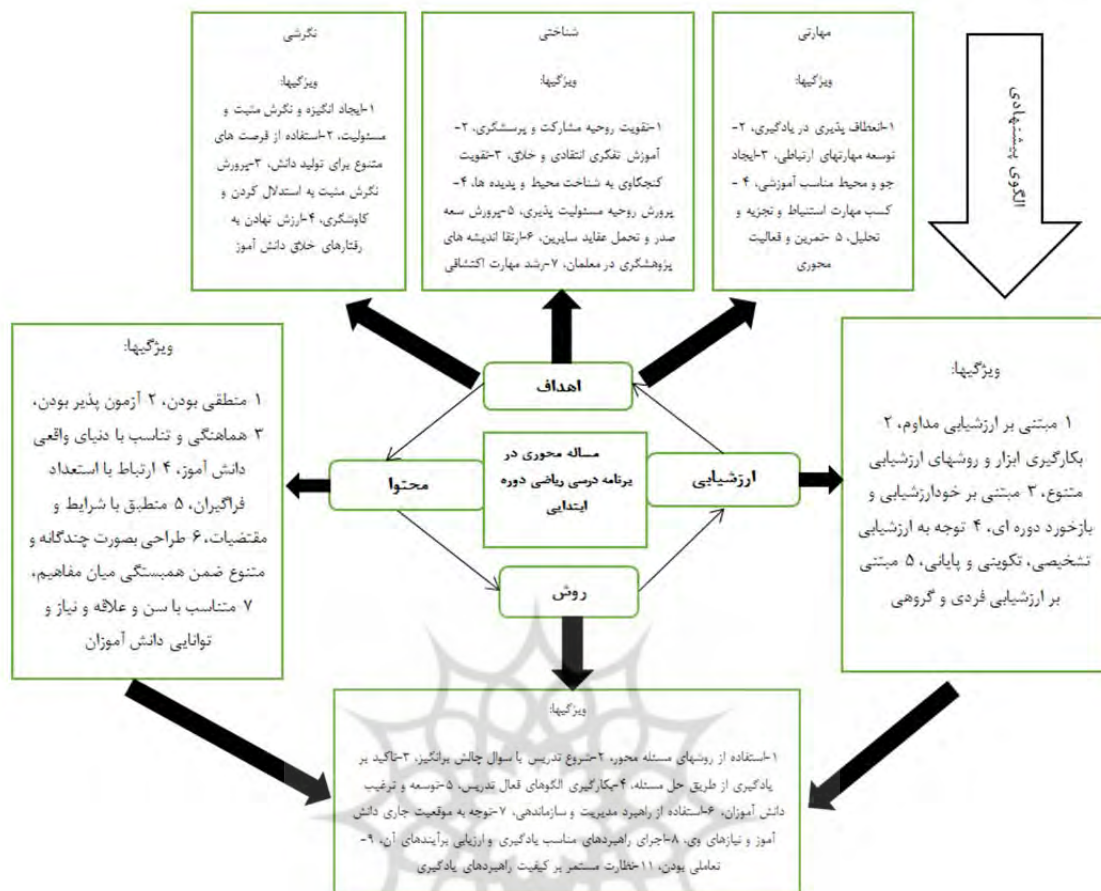 نگرشی
ویژگیها:
۱-ایجاد انگیزه و نگرش مثبت و
مسئولیت، ۲-استفاده از فرصت های
متنوع برای تولید دانش، ۳-پرورش
نگرش مثبت به استدلال کردن و
کاوشگری، ۴-ارزش نهادن به
رفتارهای خلاق دانش آموز
شناختی
ویژگیها:
۱-تقویت روحیه مشارکت و پرسشگری، ۲-
آموزش تفکری انتقادی و خلاق، ۳-تقویت
کنجکاوی به شناخت محیط و پدیده ها، ۴-
پرورش روحیه مسئولیت پذیری، ۵-پرورش سعه
صدر و تحمل عقاید سایرین، ۶-ارتقا اندیشه های
پژوهشگری در معلمان، ۷-رشد مهارت اکتشافی
مهارتی
ویژگیها:
۱-انعطاف پذیری در یادگیری، ۲-
توسعه مهارتهای ارتباطی، ۳-ایجاد
جو و محیط مناسب آموزشی، ۴-
کسب مهارت استنباط و تجزیه و
تحلیل، ۵-تمرین و فعالیت
محوری
الگوی پیشنهادی
ویژگیها:
۱ منطقی بودن، ۲ آزمون پذیر بودن،
۳ هماهنگی و تناسب با دنیای واقعی
دانش آموز، ۴ ارتباط با استعداد
فراگیران، ۵ منطبق با شرایط و
مقتضیات، ۶ طراحی بصورت چندگانه و
متنوع ضمن همبستگی میان مفاهیم،
۷ متناسب با سن و علاقه و نیاز و
توانایی دانش آموزان
اهداف
محتوا
مساله محوری در
برنامه درسی ریاضی دوره
ابتدایی
ارزشیابی
روش
ویژگیها:
۱ مبتنی بر ارزشیابی مداوم، ۲
بکارگیری ابزار و روشهای ارزشیابی
متنوع، ۳ مبتنی بر خودارزشیابی و
بازخورد دوره ای، ۴ توجه به ارزشیابی
تشخیصی، تکوینی و پایانی، ۵ مبتنی
بر ارزشیابی فردی و گروهی
ویژگیها:
۱-استفاده از روشهای مسئله محور، ۲-شروع تدریس با سوال چالش برانگیز، ۳-تاکید بر
یادگیری از طریق حل مسئله، ۴-بکارگیری الگوهای فعال تدریس، ۵-توسعه و ترغیب
دانش آموزان، ۶-استفاده از راهبرد مدیریت و سازماندهی، ۷-توجه به موقعیت جاری دانش
آموز و نیازهای وی، ۸-اجرای راهبردهای مناسب یادگیری و ارزیابی برآیندهای آن، ۹-
تعاملی بودن، ۱۱-نظارت مستمر بر کیفیت راهبردهای یادگیری